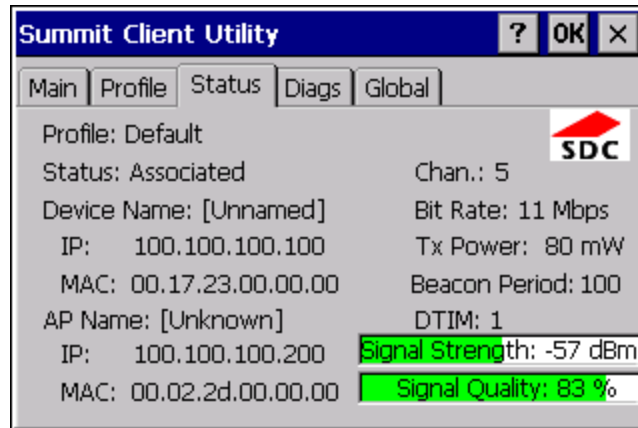 Summit Client Utility ? OK ×
Main Profile Status Diags Global
Profile: Default
SDC
Status: Associated Chan.: 5
Device Name: [Unnamed] Bit Rate: 11 Mbps
IP: 100.100.100.100 Tx Power: 80 mW
MAC: 00.17.23.00.00.00 Beacon Period: 100
AP Name: [Unknown] DTIM: 1
IP: 100.100.100.200 Signal Strength: -57 dBm
MAC: 00.02.2d.00.00.00 Signal Quality: 83 %